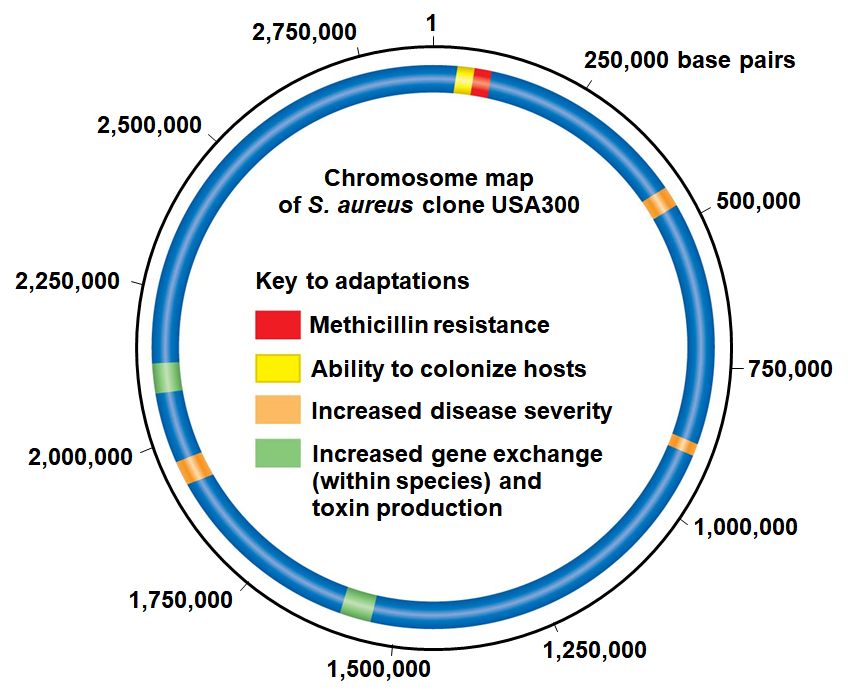 1
250,000 base pairs
500,000
750,000
1,000,000
1,250,000
1,500,000
1,750,000
2,000,000
2,250,000
2,500,000
2,750,000
Chromosome map
of S. aureus clone USA300
Key to adaptations
Methicillin resistance
Ability to colonize hosts
Increased disease severity
Increased gene exchange
(within species) and
toxin production